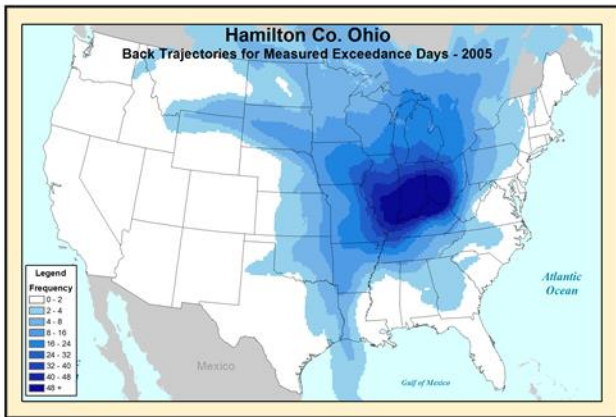 Hamilton Co. Ohio
Back Trajectories for Measured Exceedance Days - 2005
Atlantic
Ocean
Legend
Frequency
0 - 2
2 - 4
4 - 8
8 - 16
16 - 24
24 - 32
32 - 40
40 - 48
48 +
Mexico
Gulf of Mexico